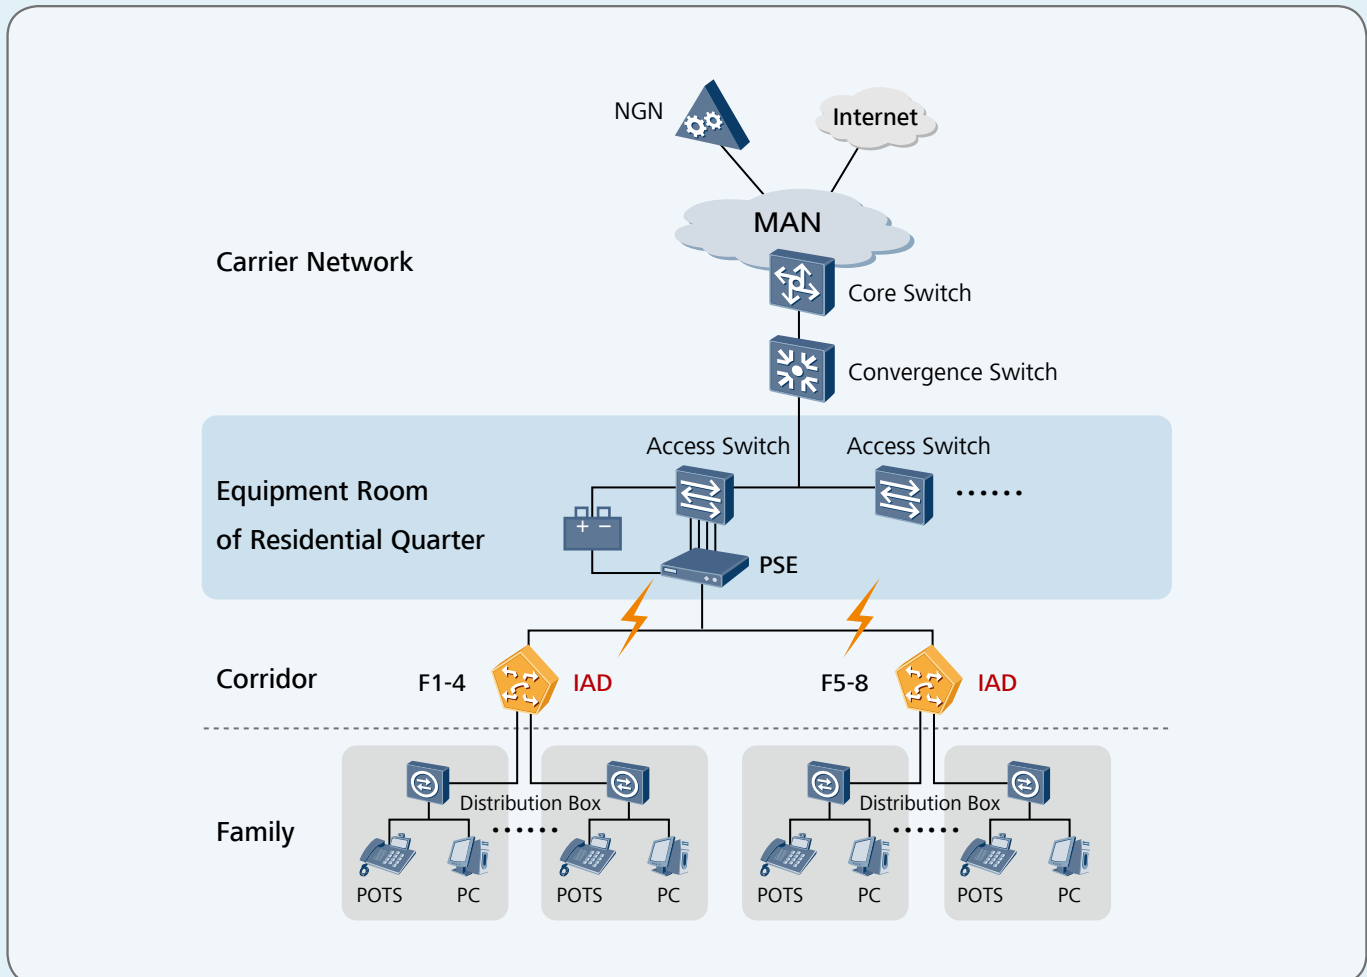 NGN
Internet
MAN
Carrier Network
Core Switch
Convergence Switch
Access Switch
Access Switch
Equipment Room
of Residential Quarter
+ −
PSE
Corridor
F1-4
IAD
F5-8
IAD
Distribution Box
Distribution Box
Family
POTS
PC
POTS
PC
POTS
PC
POTS
PC